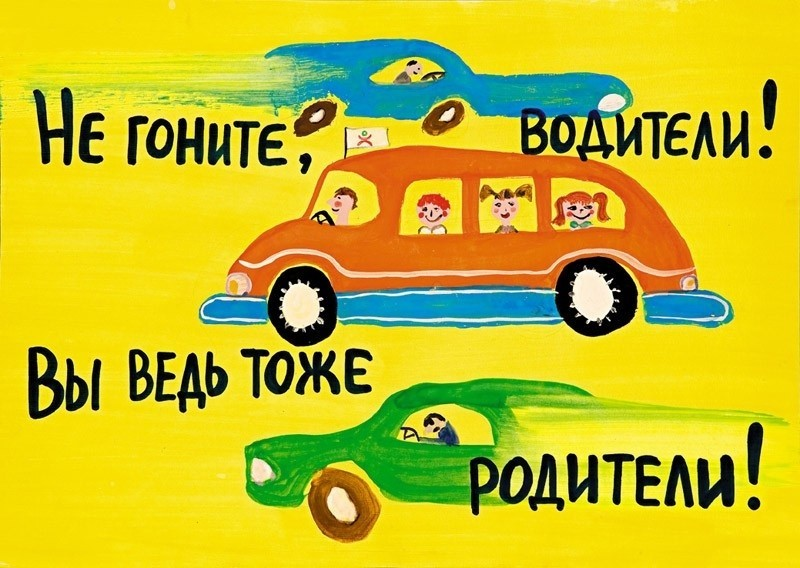 Не гоните, водители!
Вы ведь тоже
родители!